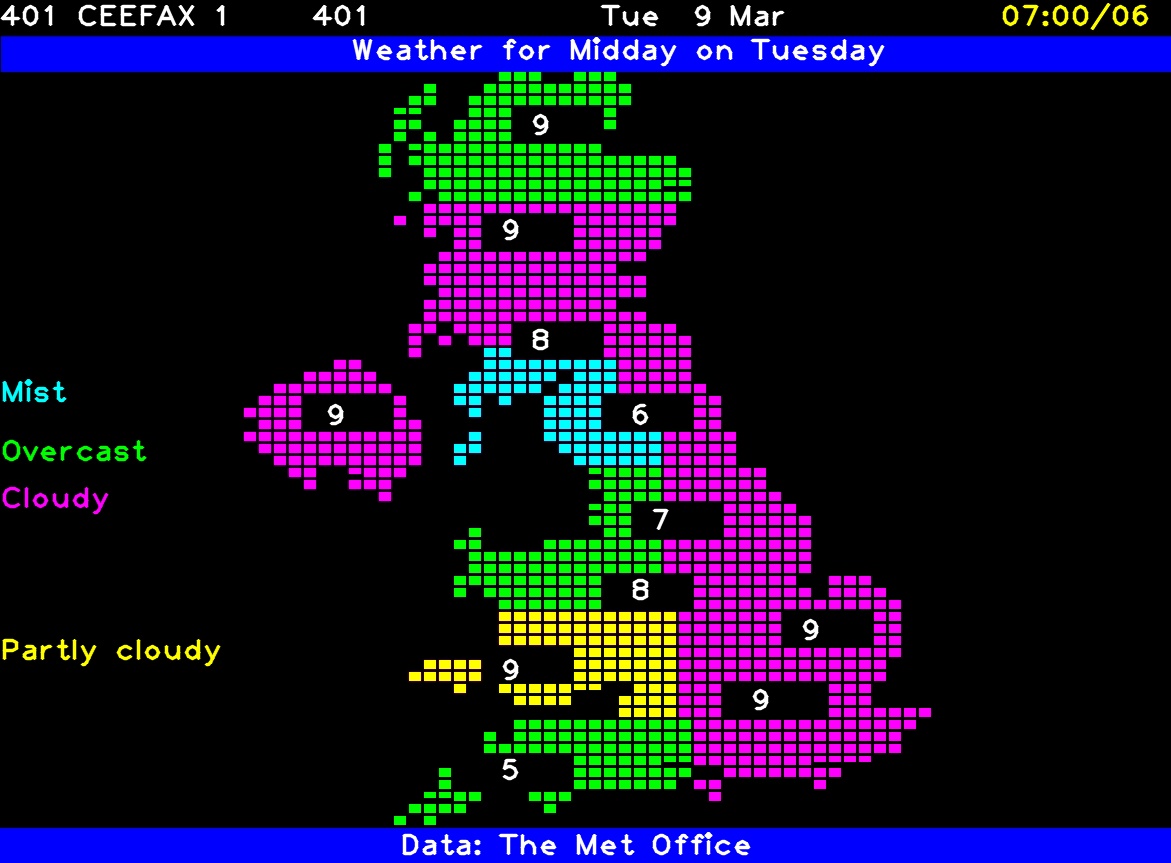 401 CEEFAX 1 401 Tue 9 Mar 07:00/06
Weather for Midday on Tuesday
9
9
8
Mist
9
6
Overcast
Cloudy
7
8
9
Partly cloudy
9
9
5
Data: The Met Office